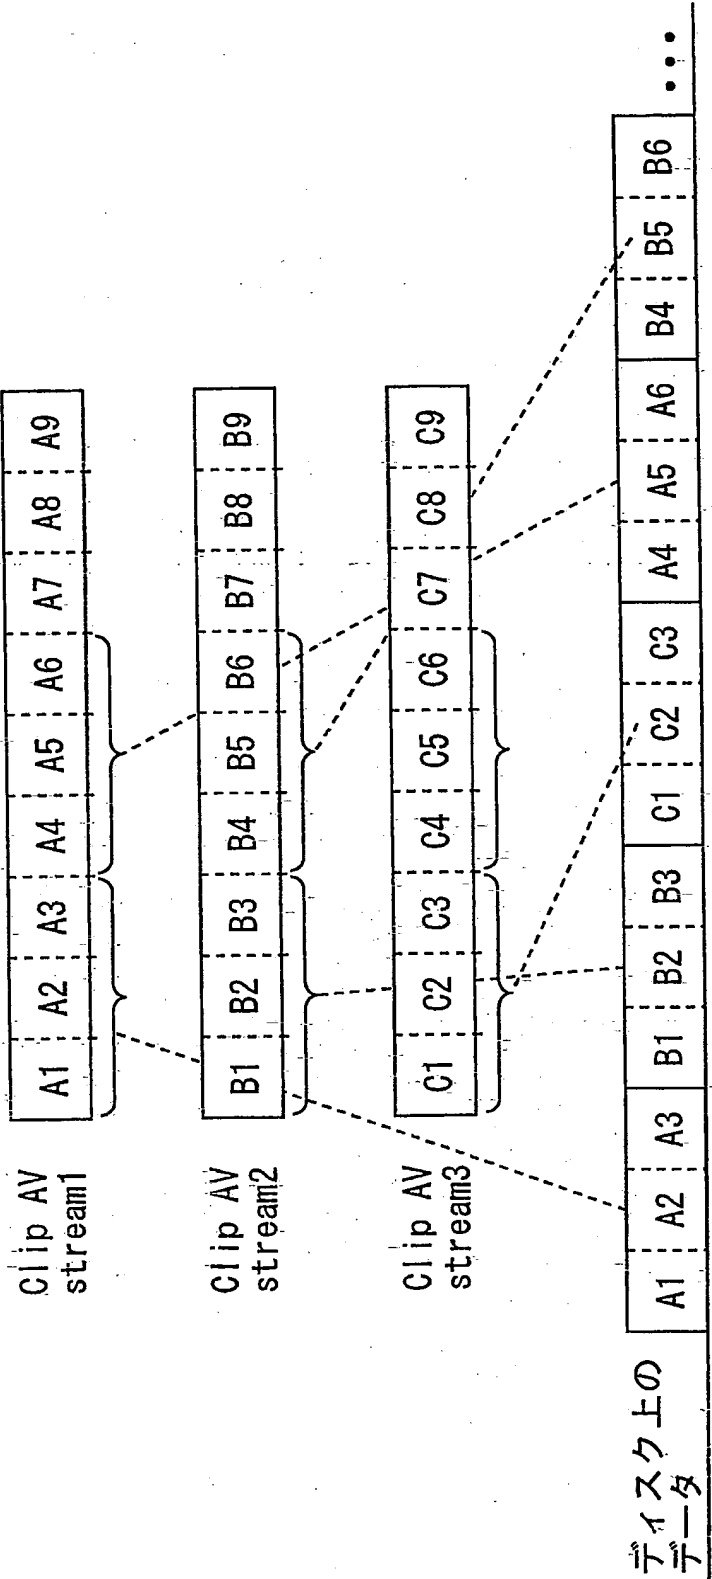 Clip AV
stream1
A1 A2 A3 A4 A5 A6 A7 A8 A9
Clip AV
stream2
B1 B2 B3 B4 B5 B6 B7 B8 B9
Clip AV
stream3
C1 C2 C3 C4 C5 C6 C7 C8 C9
ディスク上の
データ
A1 A2 A3 B1 B2 B3 C1 C2 C3 A4 A5 A6 B4 B5 B6 •••